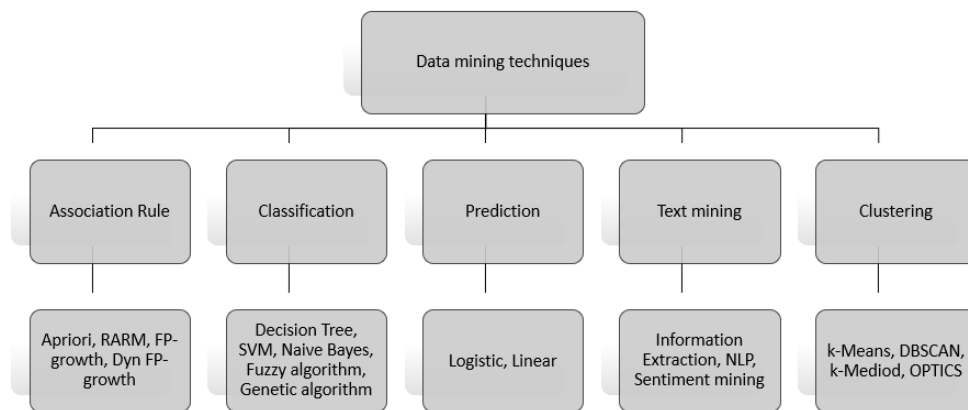 Data mining techniques
Association Rule
Classification
Prediction
Text mining
Clustering
Apriori, RARM, FP-
growth, Dyn FP-
growth
Decision Tree,
SVM, Naive Bayes,
Fuzzy algorithm,
Genetic algorithm
Logistic, Linear
Information
Extraction, NLP,
Sentiment mining
k-Means, DBSCAN,
k-Mediod, OPTICS